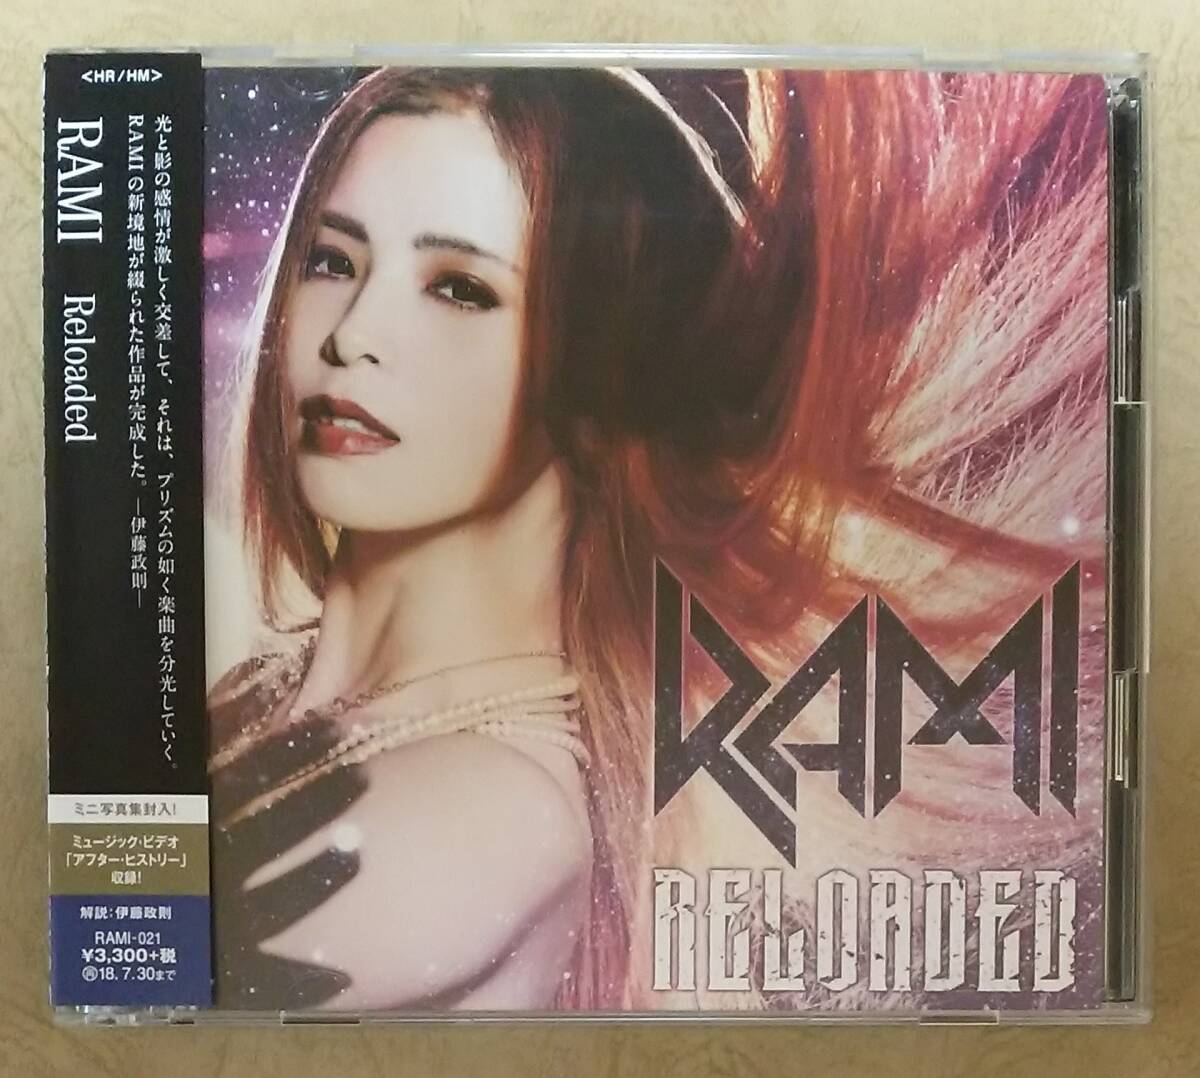 <HR/HM>
RAMI Reloaded
光と影の感情が激しく交差して、それは、プリズムの如く楽曲を分光していく。
RAMIの新境地が綴られた作品が完成した。—伊藤政則—
ミニ写真集封入!
ミュージック・ビデオ
「アフター・ヒストリー」
収録!
解説:伊藤政則
RAMI-021
¥3,300+税
㋐18.7.30まで
RAMI
RELOADED